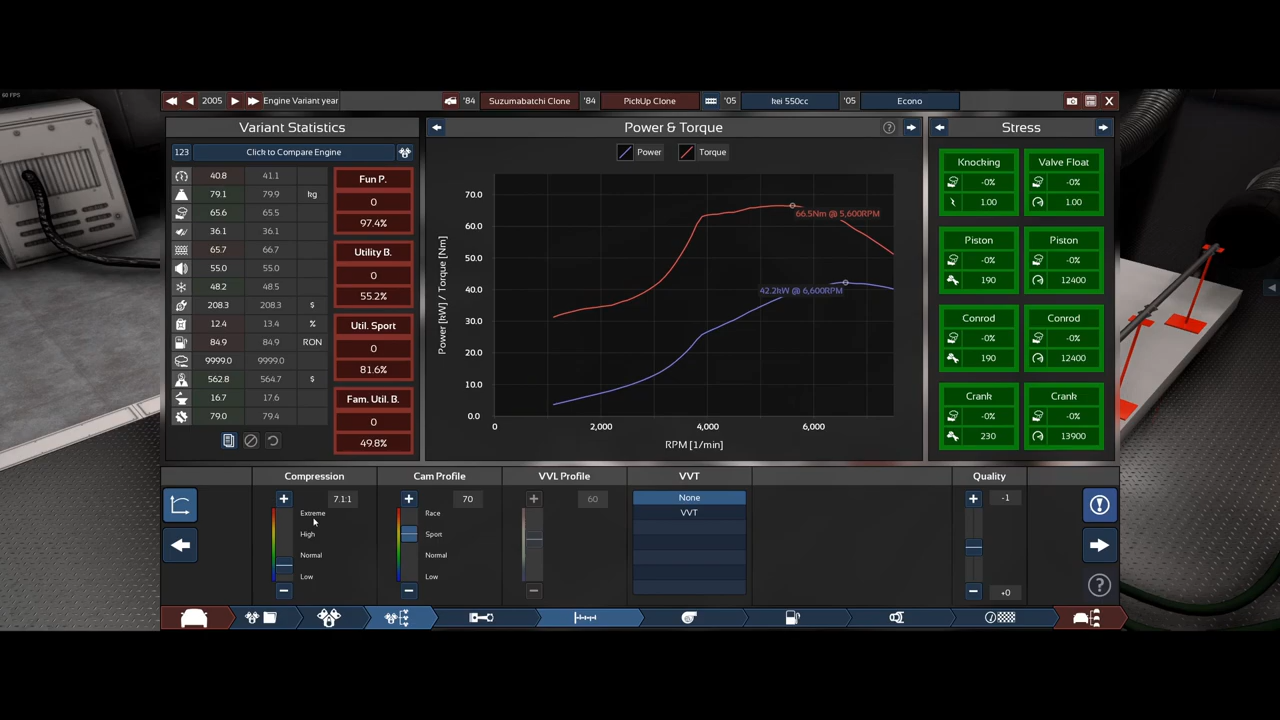 60 FPS
2005 Engine Variant year '84 Suzumabatchi Clone '84 PickUp Clone '05 kei 550cc '05 Econo
Variant Statistics
123 Click to Compare Engine
40.8 41.1
79.1 79.9 kg
65.6 65.5
36.1 36.1
65.7 66.7
55.0 55.0
48.2 48.5
208.3 208.3 $
12.4 13.4 %
84.9 84.9 RON
9999.0 9999.0
562.8 564.7 $
16.7 17.6
79.0 79.4
Fun P.
0
97.4%
Utility B.
0
55.2%
Util. Sport
0
81.6%
Fam. Util. B.
0
49.8%
Power & Torque
?
Power Torque
Power [kW] / Torque [Nm]
70.0
60.0
50.0
40.0
30.0
20.0
10.0
0.0
66.5Nm @ 5,600RPM
42.2kW @ 6,600RPM
0 2,000 4,000 6,000
RPM [1/min]
Stress
Knocking
-0%
1.00
Valve Float
-0%
1.00
Piston
-0%
190
Piston
-0%
12400
Conrod
-0%
190
Conrod
-0%
12400
Crank
-0%
230
Crank
-0%
13900
Compression
7.1:1
Extreme
High
Normal
Low
Cam Profile
70
Race
Sport
Normal
Low
VVL Profile
60
VVT
None
VVT
Quality
-1
+0
?